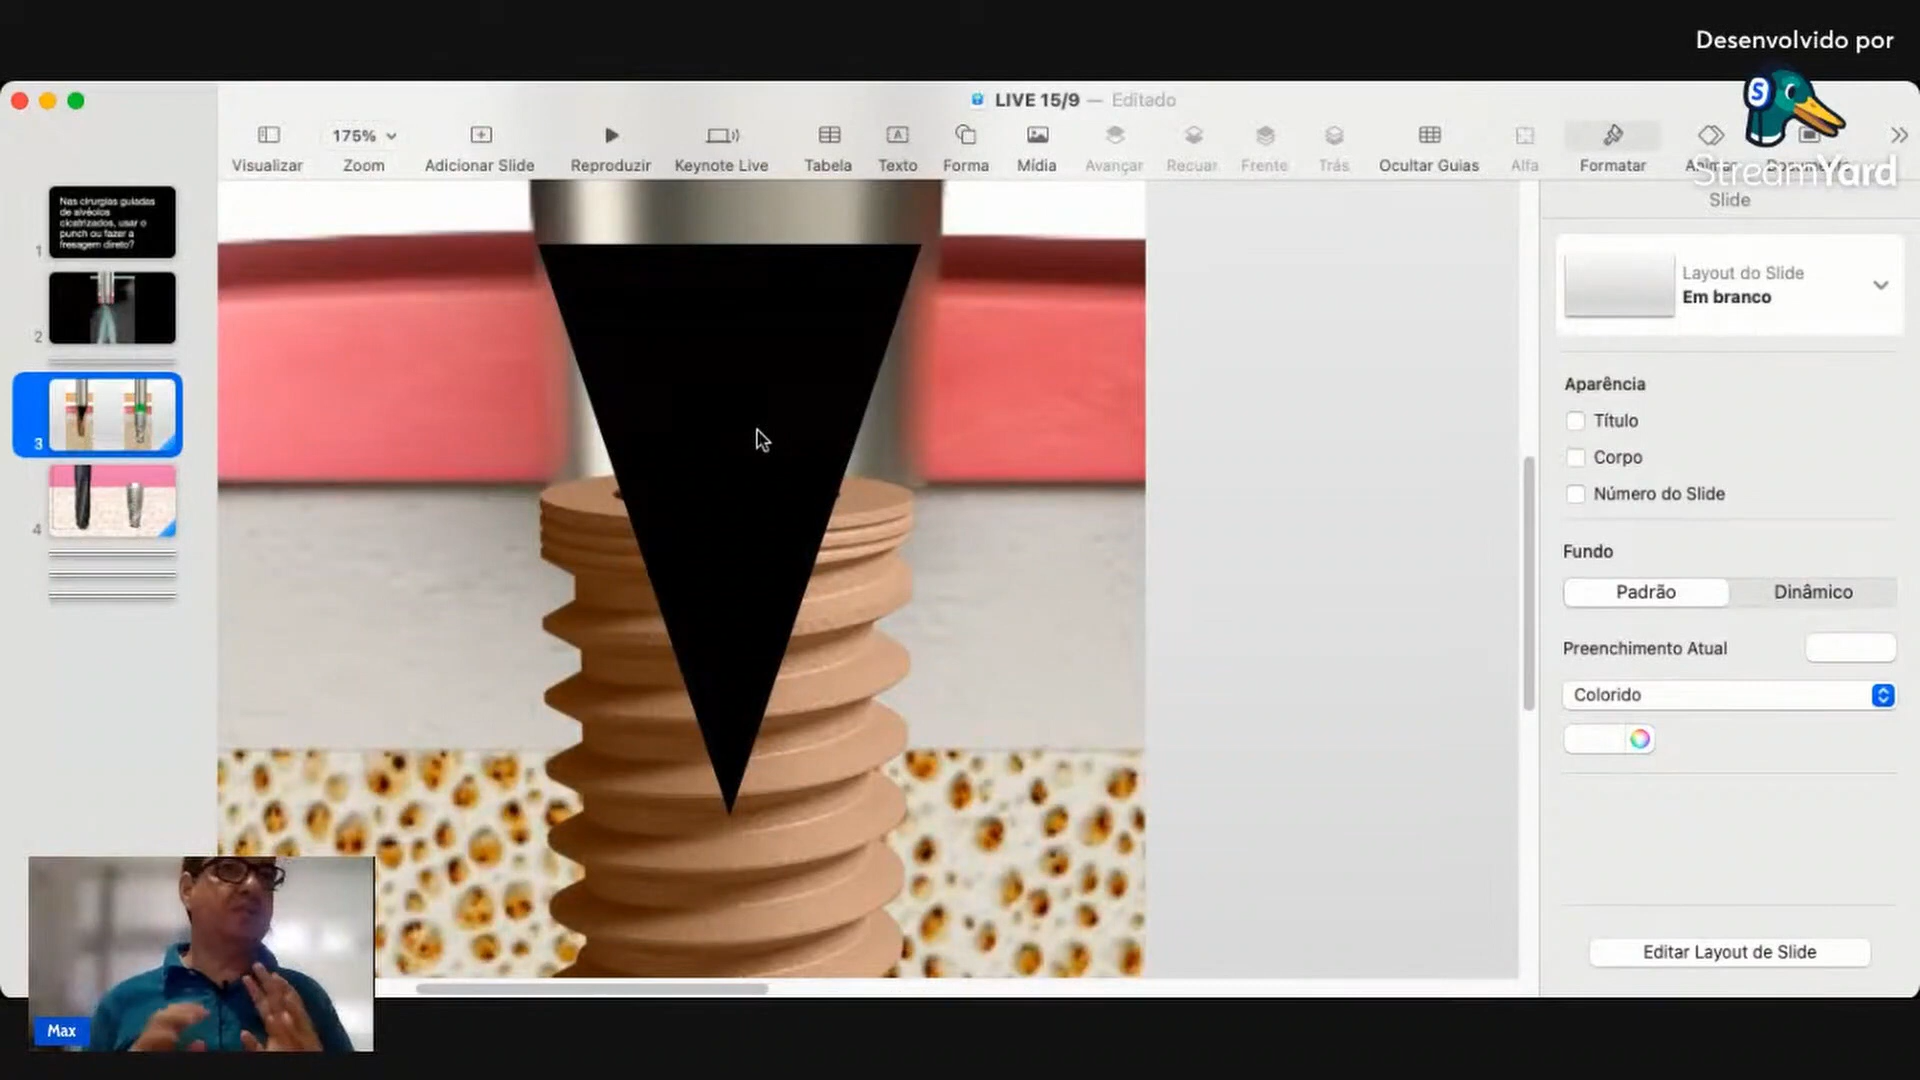 Desenvolvido por
StreamYard
LIVE 15/9 — Editado
175%
Visualizar
Zoom
Adicionar Slide
Reproduzir
Keynote Live
Tabela
Texto
Forma
Mídia
Avançar
Recuar
Frente
Trás
Ocultar Guias
Alfa
Formatar
Slide
Nas cirurgias guiadas
de alvéolos
cicatrizados, usar o
punch ou fazer a
fresagem direto?
1
2
3
4
Layout do Slide
Em branco
Aparência
Título
Corpo
Número do Slide
Fundo
Padrão
Dinâmico
Preenchimento Atual
Colorido
Editar Layout de Slide
Max